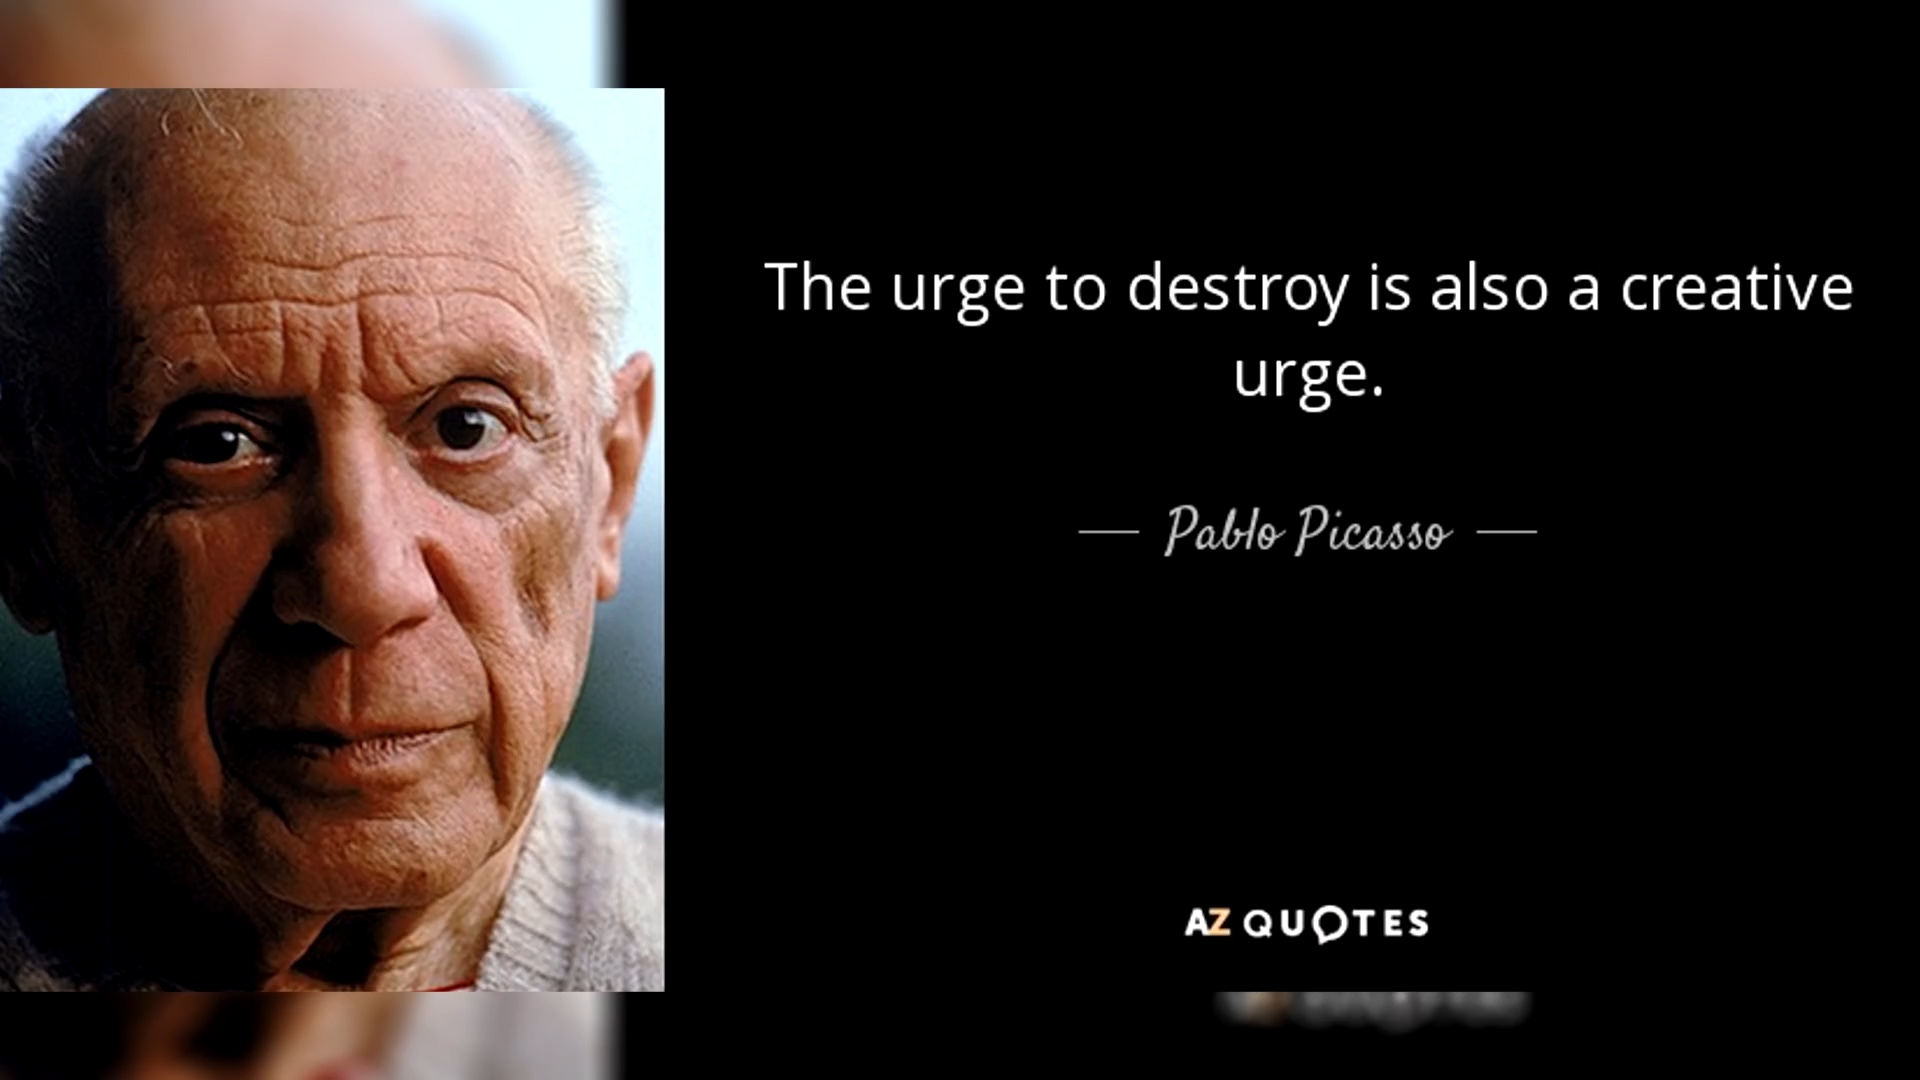 The urge to destroy is also a creative
urge.
Pablo Picasso
AZ QUOTES